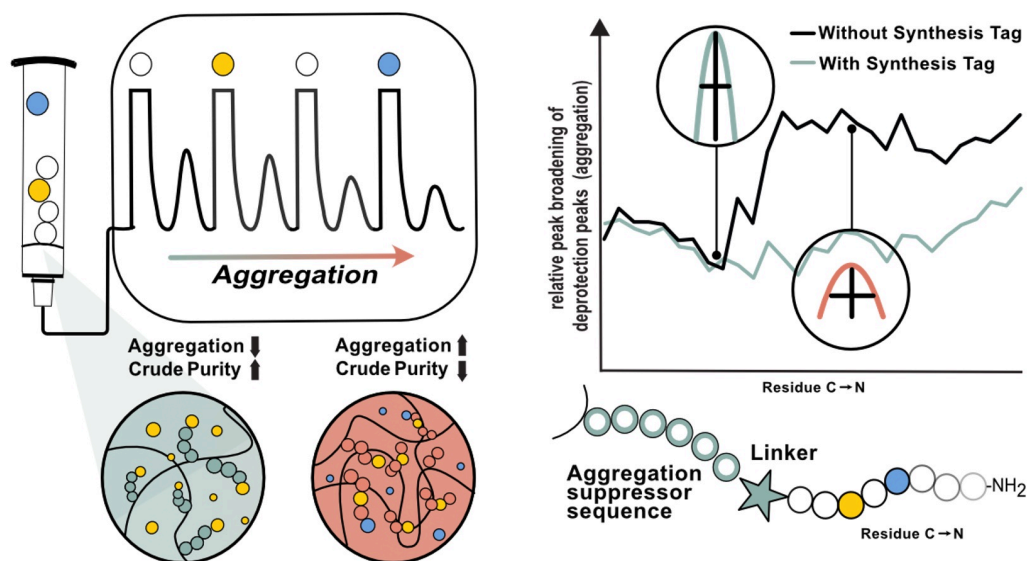 Aggregation
Aggregation ⬇
Crude Purity ⬆
Aggregation ⬆
Crude Purity ⬇
Without Synthesis Tag
With Synthesis Tag
relative peak broadening of
deprotection peaks (aggregation)
Residue C→N
Aggregation
suppressor
sequence
Linker
-NH2
Residue C→N